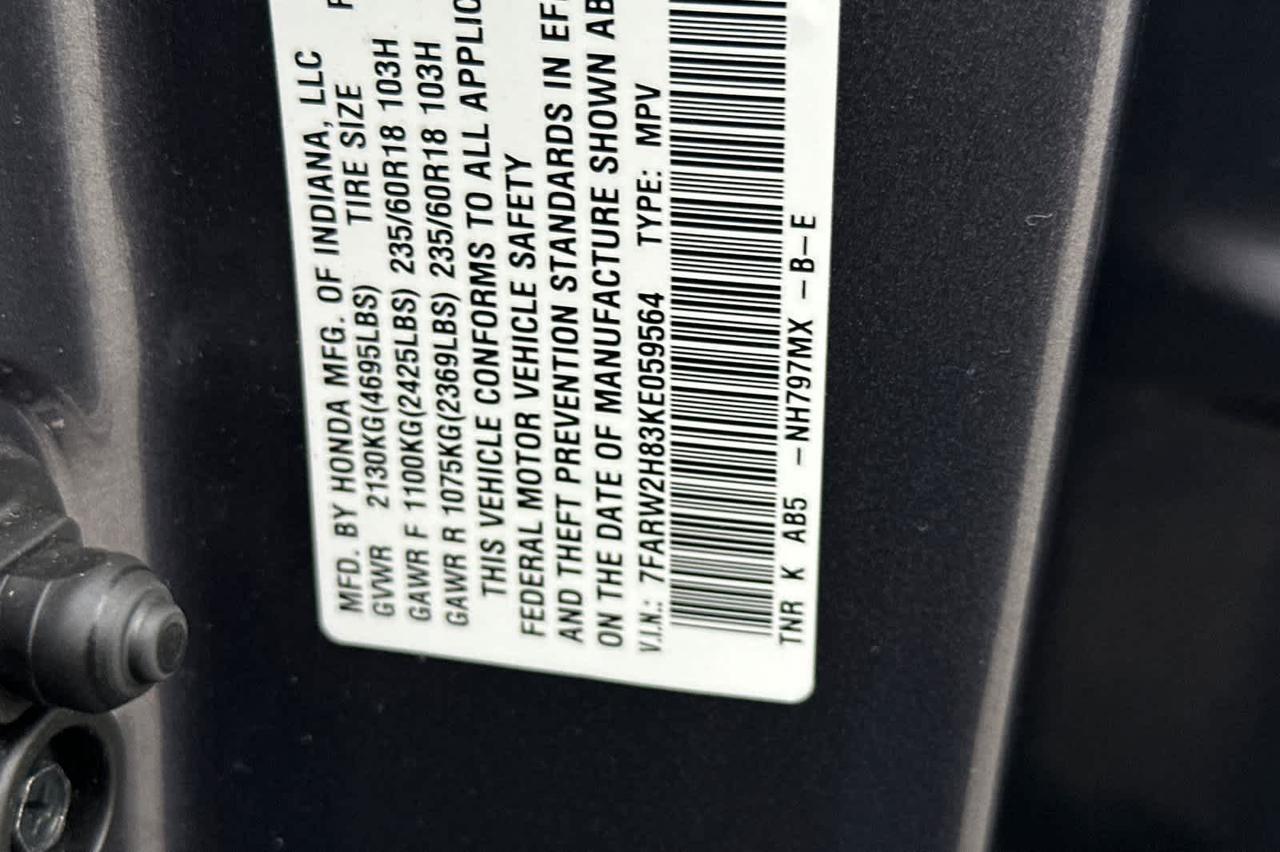 MFD. BY HONDA MFG. OF INDIANA, LLC
GVWR 2130KG(4695LBS) TIRE SIZE
GAWR F 1100KG(2425LBS) 235/60R18 103H
GAWR R 1075KG(2369LBS) 235/60R18 103H
THIS VEHICLE CONFORMS TO ALL APPLIC
FEDERAL MOTOR VEHICLE SAFETY
AND THEFT PREVENTION STANDARDS IN EF
ON THE DATE OF MANUFACTURE SHOWN AB
V.I.N.: 7FARW2H83KE059564 TYPE: MPV
TNR K AB5 -NH797MX -B-E